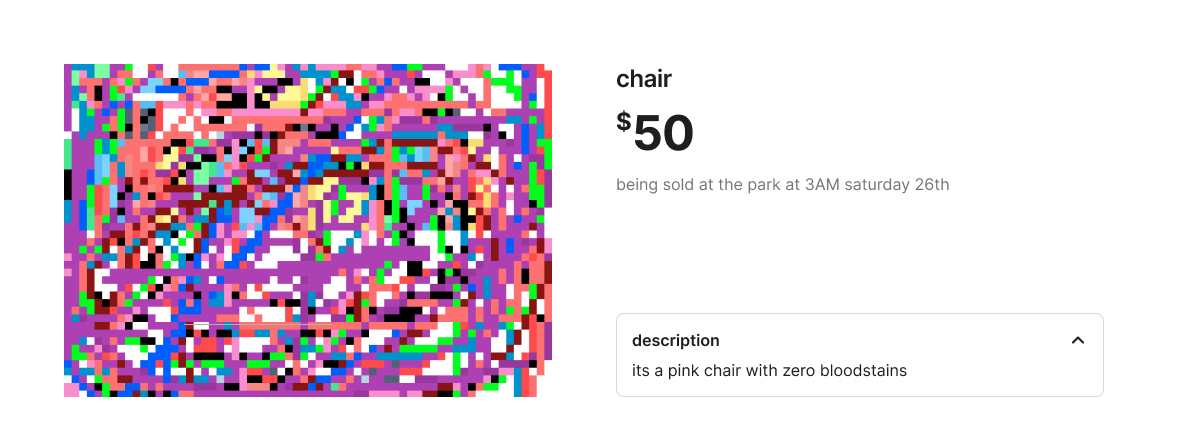 chair
$50
being sold at the park at 3AM saturday 26th
description
its a pink chair with zero bloodstains